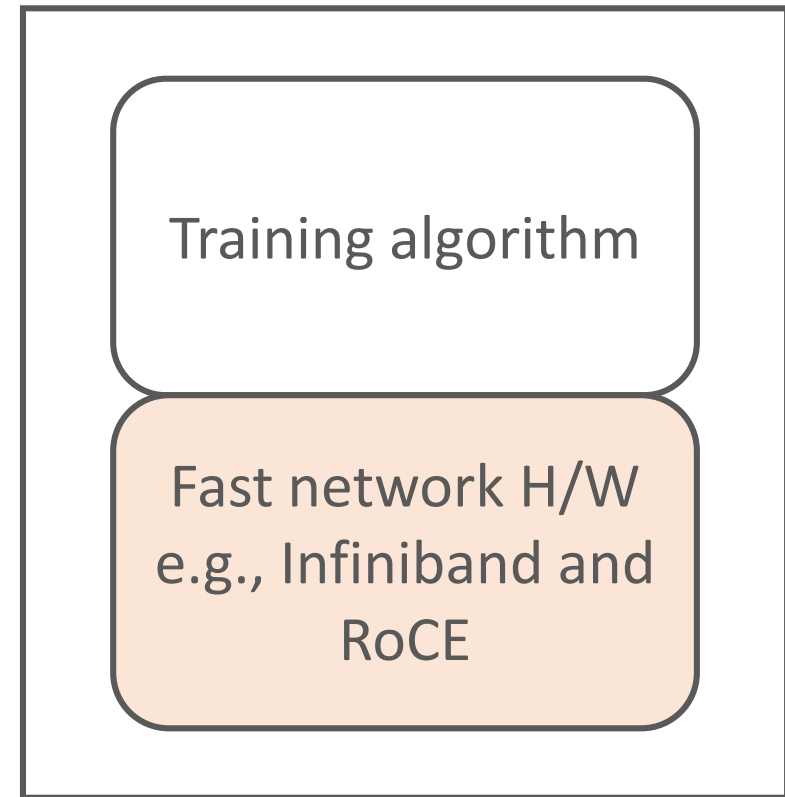 Training algorithm
Fast network H/W
e.g., Infiniband and
RoCE